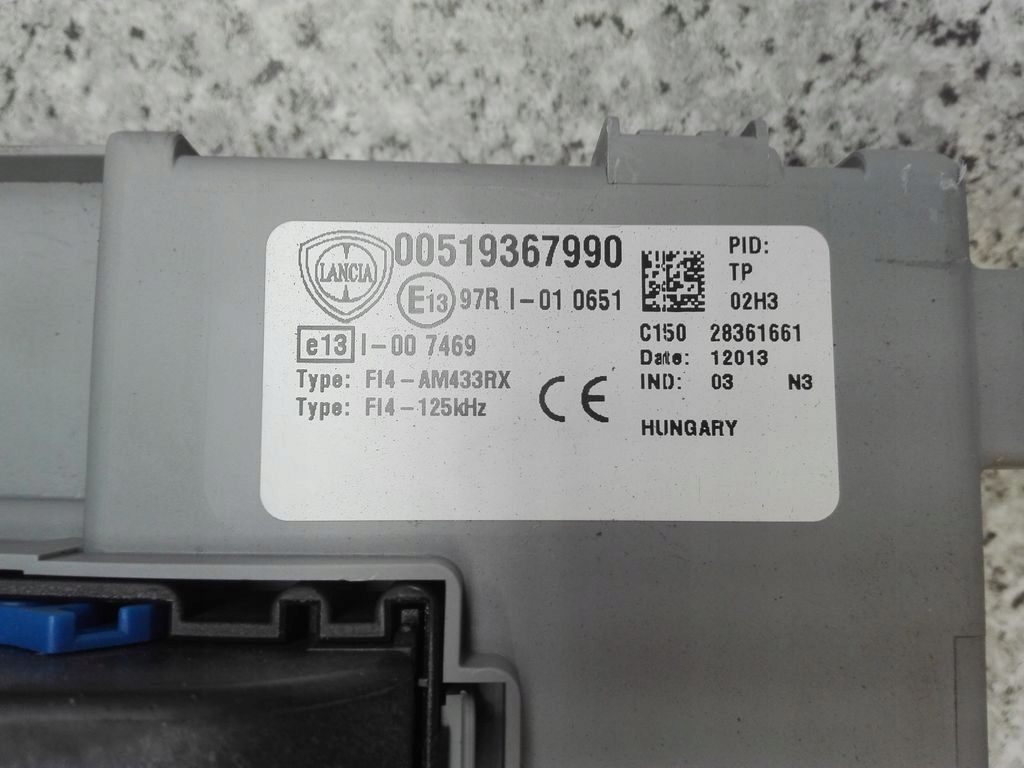 LANCIA
00519367990
E13 97R I-01 0651
e13 I-00 7469
Type: FI4-AM433RX
Type: FI4-125kHz
CE
PID:
TP
02H3
C150 28361661
Date: 12013
IND: 03 N3
HUNGARY